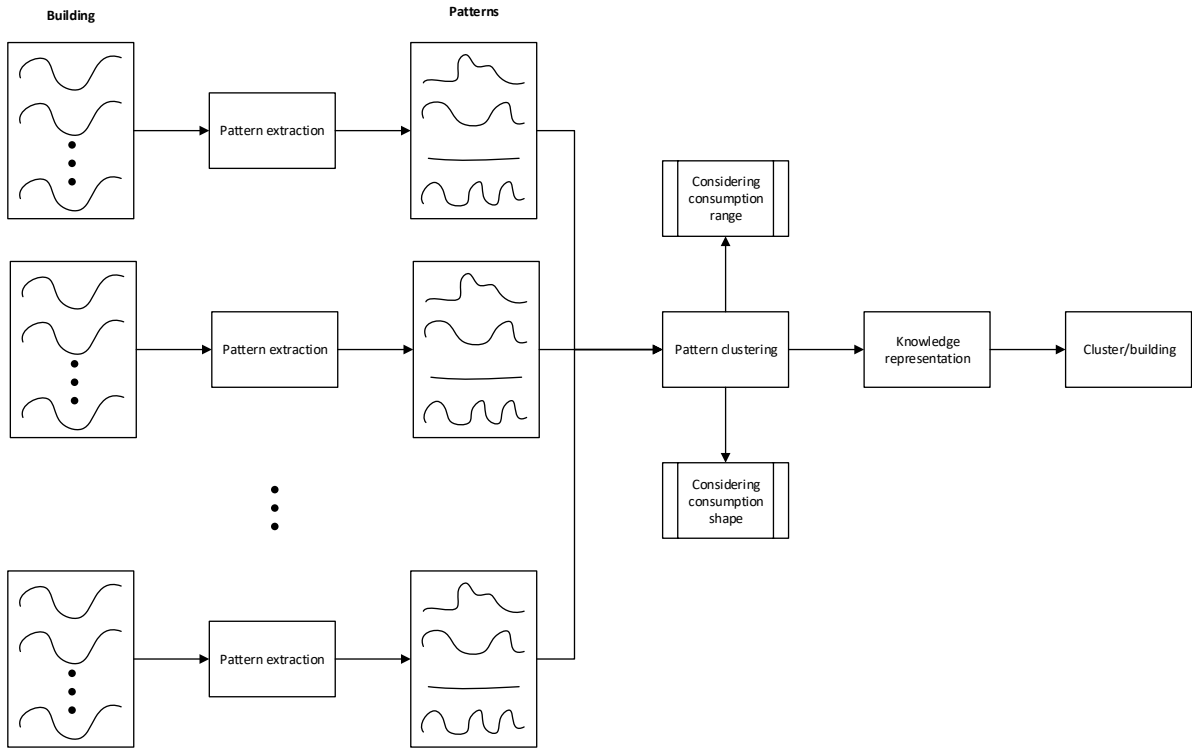 Building
Patterns
Pattern extraction
Considering
consumption
range
Pattern extraction
Pattern clustering
Knowledge
representation
Cluster/building
Considering
consumption
shape
Pattern extraction